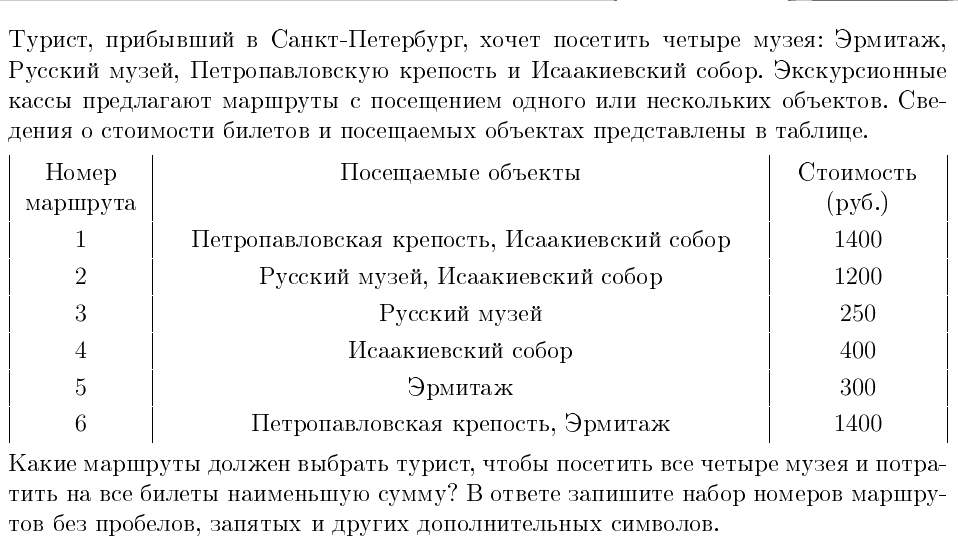 Турист, прибывший в Санкт-Петербург, хочет посетить четыре музея: Эрмитаж,
Русский музей, Петропавловскую крепость и Исаакиевский собор. Экскурсионные
кассы предлагают маршруты с посещением одного или нескольких объектов. Све-
дения о стоимости билетов и посещаемых объектах представлены в таблице.
Номер маршрута Посещаемые объекты Стоимость (руб.)
1 Петропавловская крепость, Исаакиевский собор 1400
2 Русский музей, Исаакиевский собор 1200
3 Русский музей 250
4 Исаакиевский собор 400
5 Эрмитаж 300
6 Петропавловская крепость, Эрмитаж 1400
Какие маршруты должен выбрать турист, чтобы посетить все четыре музея и потра-
тить на все билеты наименьшую сумму? В ответе запишите набор номеров маршру-
тов без пробелов, запятых и других дополнительных символов.